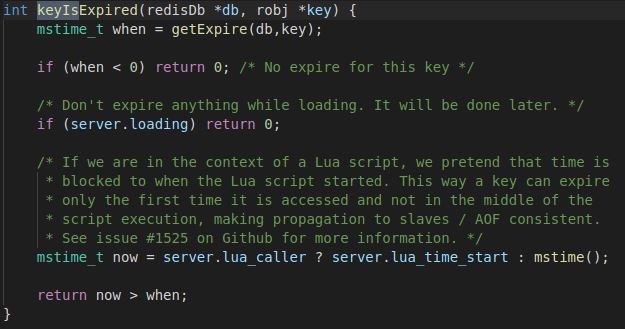 int keyIsExpired(redisDb *db, robj *key) {
    mstime_t when = getExpire(db,key);

    if (when < 0) return 0; /* No expire for this key */

    /* Don't expire anything while loading. It will be done later. */
    if (server.loading) return 0;

    /* If we are in the context of a Lua script, we pretend that time is
     * blocked to when the Lua script started. This way a key can expire
     * only the first time it is accessed and not in the middle of the
     * script execution, making propagation to slaves / AOF consistent.
     * See issue #1525 on Github for more information. */
    mstime_t now = server.lua_caller ? server.lua_time_start : mstime();

    return now > when;
}